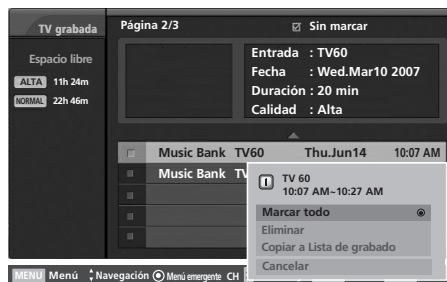 TV grabada
Página 2/3
Sin marcar
Espacio libre
ALTA 11h 24m
NORMAL 22h 46m
Entrada : TV60
Fecha : Wed.Mar10 2007
Duración : 20 min
Calidad : Alta
Music Bank TV60 Thu.Jun14 10:07 AM
Music Bank TV
TV 60
10:07 AM~10:27 AM
Marcar todo
Eliminar
Copiar a Lista de grabado
Cancelar
MENU Menú Navegación Menú emergente CH